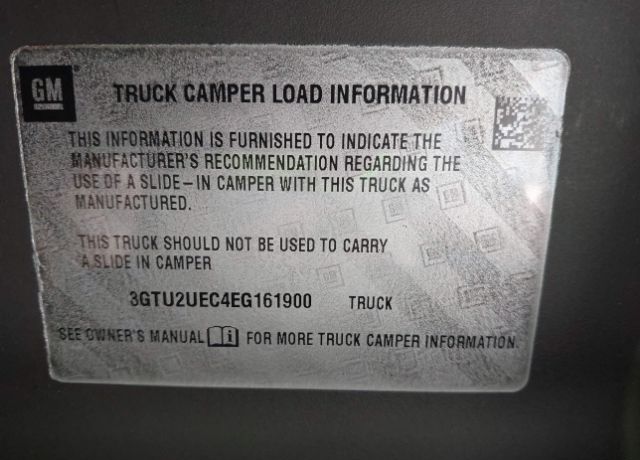 GM
TRUCK CAMPER LOAD INFORMATION
THIS INFORMATION IS FURNISHED TO INDICATE THE
MANUFACTURER'S RECOMMENDATION REGARDING THE
USE OF A SLIDE-IN CAMPER WITH THIS TRUCK AS
MANUFACTURED.
THIS TRUCK SHOULD NOT BE USED TO CARRY
A SLIDE IN CAMPER
3GTU2UEC4EG161900 TRUCK
SEE OWNER'S MANUAL FOR MORE TRUCK CAMPER INFORMATION.